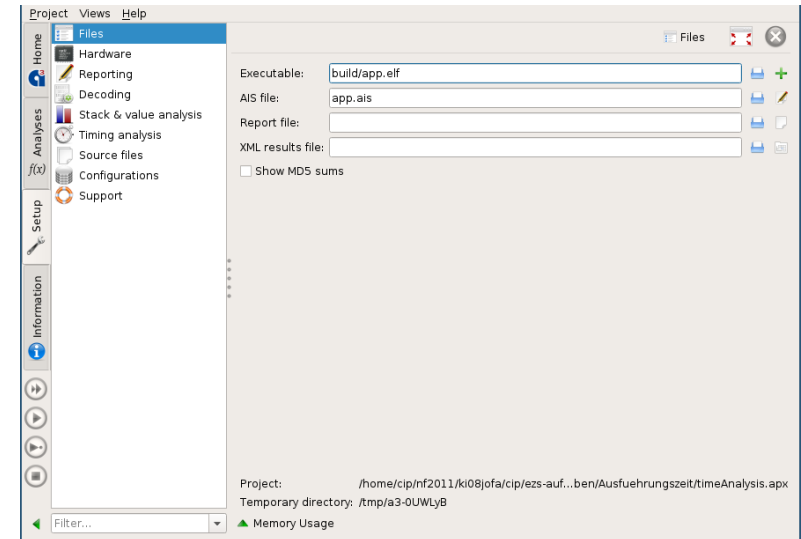 Project Views Help
Home
Analyses
f(x)
Setup
Information
Files
Hardware
Reporting
Decoding
Stack & value analysis
Timing analysis
Source files
Configurations
Support
Filter...
Files
Executable: build/app.elf
AIS file: app.ais
Report file:
XML results file:
Show MD5 sums
Project: /home/cip/nf2011/ki08jofa/cip/ezs-auf...ben/Ausfuehrungszeit/timeAnalysis.apx
Temporary directory: /tmp/a3-0UWLyB
Memory Usage